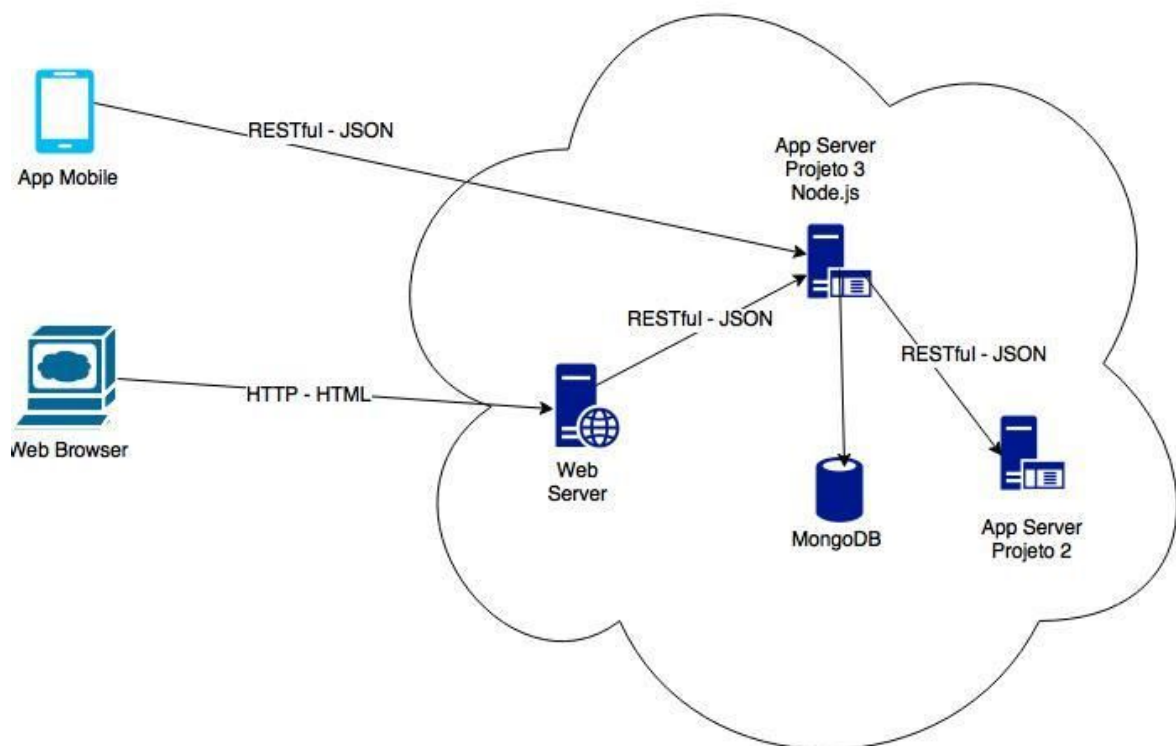 RESTful - JSON
App Mobile
App Server
Projeto 3
Node.js
RESTful - JSON
RESTful - JSON
HTTP - HTML
Web Browser
Web
Server
MongoDB
App Server
Projeto 2